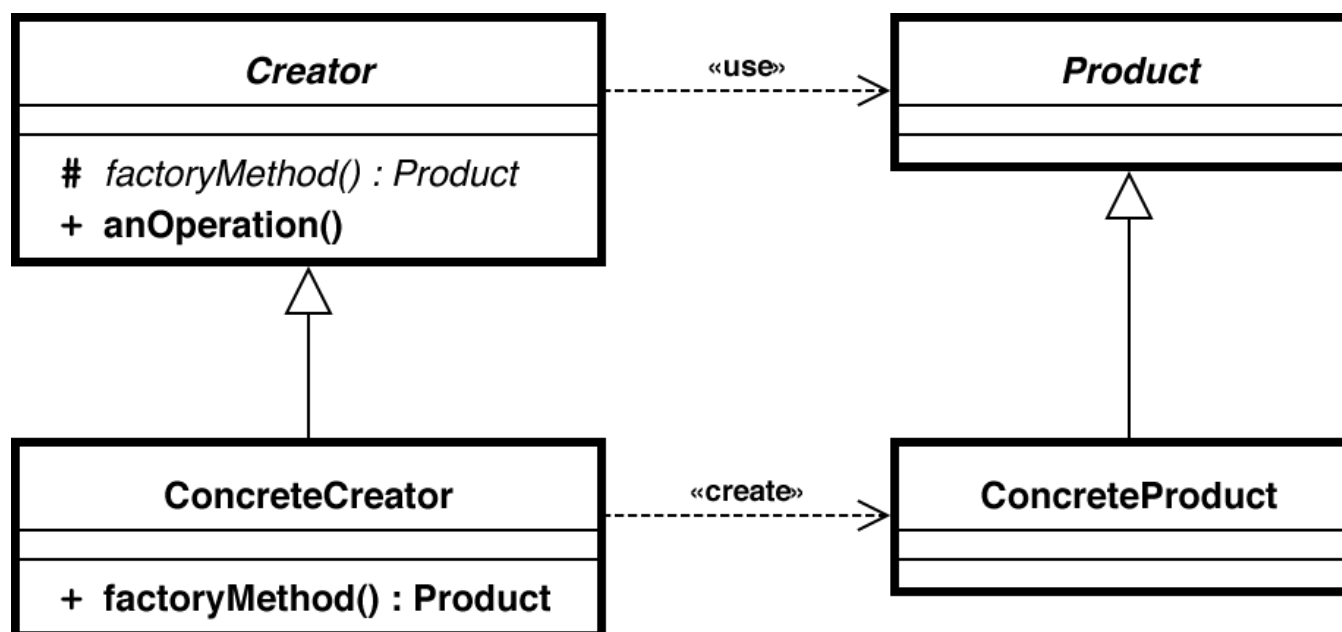 Creator
«use»
Product
# factoryMethod() : Product
+ anOperation()
ConcreteCreator
«create»
ConcreteProduct
+ factoryMethod() : Product